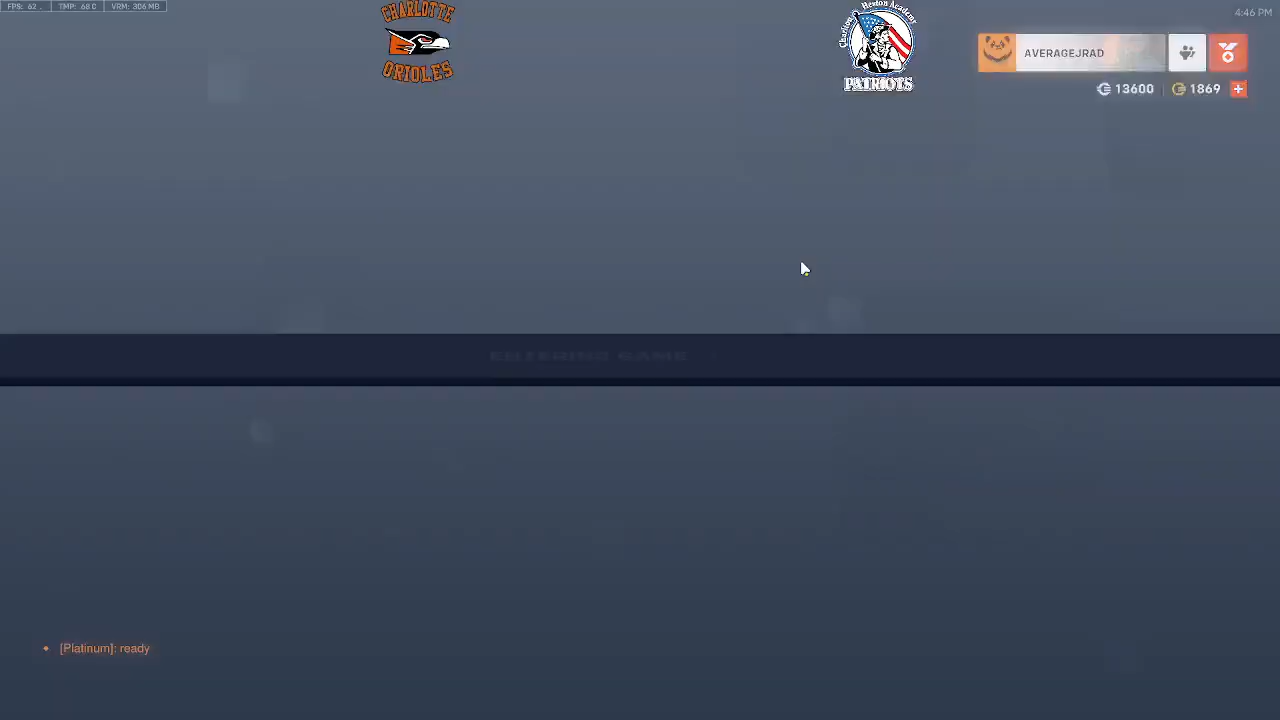 FPS: 62 .
TMP: 68 C
VRM: 306 MB
CHARLOTTE
ORIOLES
PATRIOTS
4:46 PM
AVERAGEJRAD
13600
1869
[Platinum]: ready